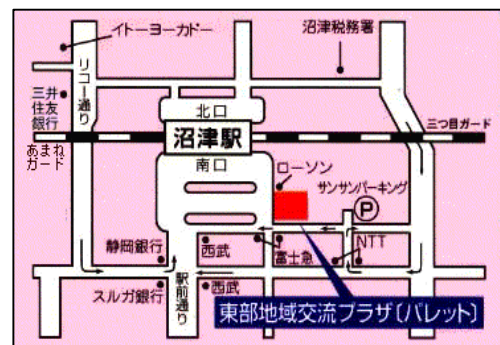 イトーヨーカドー
沼津税務署
リコー通り
三井
住友
銀行
北口
沼津駅
三つ目ガード
あまね
ガード
南口
ローソン
サンサンパーキング
P
静岡銀行
西武
富士急
NTT
駅前通り
スルガ銀行
西武
東部地域交流プラザ〔パレット〕